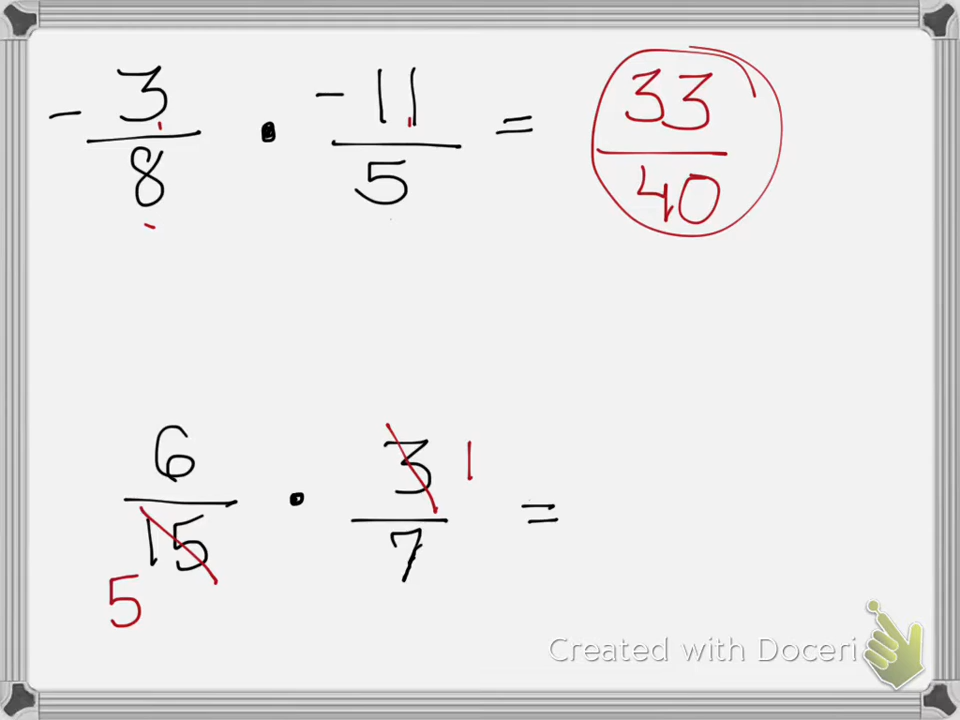 -3/8 · -11/5 = 33/40
6/15 · 3/7 =
5 1
Created with Doceri